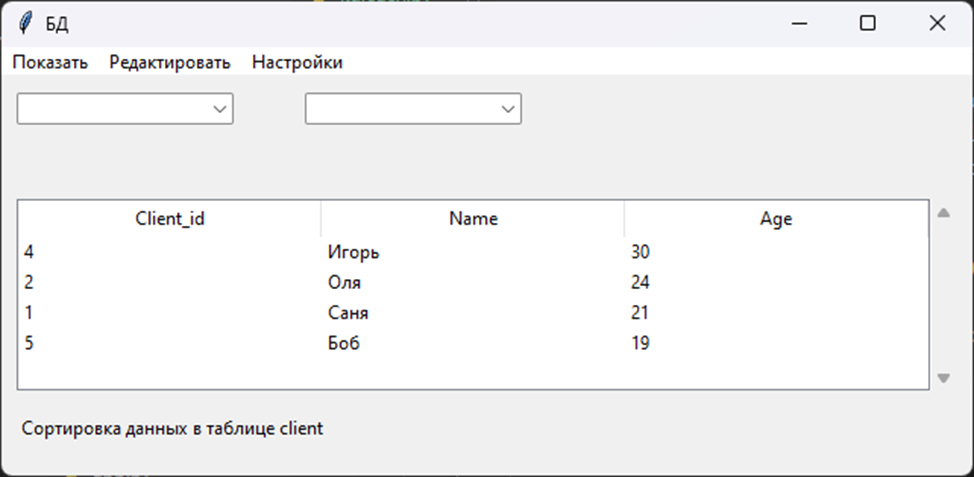 БД
Показать Редактировать Настройки
Client_id Name Age
4 Игорь 30
2 Оля 24
1 Саня 21
5 Боб 19
Сортировка данных в таблице client